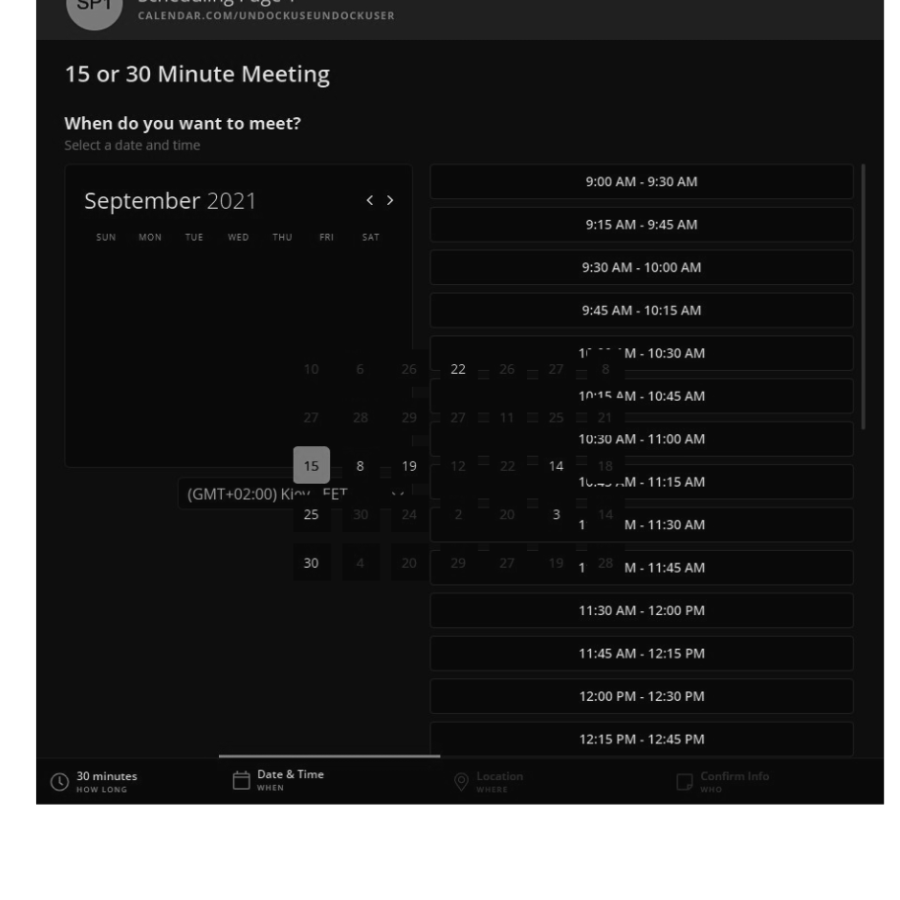 SP1
Scheduling Page 1
CALENDAR.COM/UNDOCKUSEUNDOCKUSER
15 or 30 Minute Meeting
When do you want to meet?
Select a date and time
September 2021
SUN MON TUE WED THU FRI SAT
10 6 26 22 26 27 8
27 28 29 27 11 25 21
15 8 19 12 22 14 18
25 30 24 2 20 3 14
30 4 20 29 27 19 28
(GMT+02:00) EET
9:00 AM - 9:30 AM
9:15 AM - 9:45 AM
9:30 AM - 10:00 AM
9:45 AM - 10:15 AM
M - 10:30 AM
10:15 AM - 10:45 AM
10:30 AM - 11:00 AM
M - 11:15 AM
1 M - 11:30 AM
1 M - 11:45 AM
11:30 AM - 12:00 PM
11:45 AM - 12:15 PM
12:00 PM - 12:30 PM
12:15 PM - 12:45 PM
30 minutes
HOW LONG
Date & Time
WHEN
Location
WHERE
Confirm Info
WHO